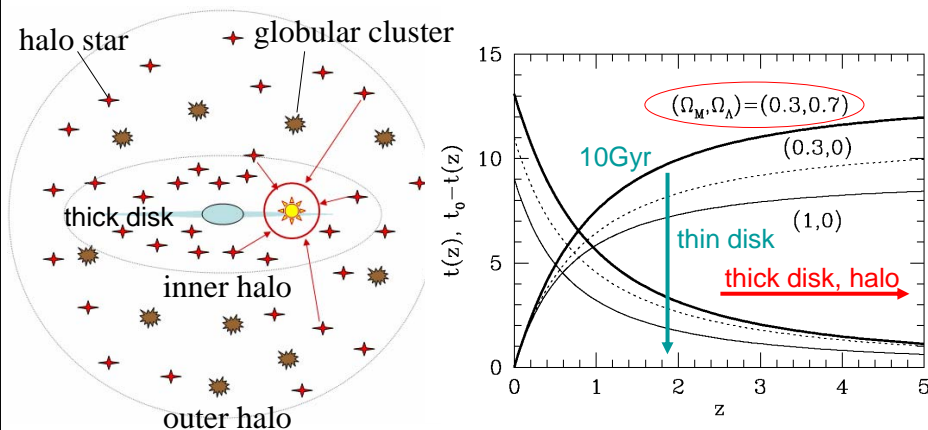 halo star
globular cluster
thick disk
inner halo
outer halo
15
10
5
0
t(z), t₀−t(z)
(Ω_M,Ω_Λ)=(0.3,0.7)
(0.3,0)
10Gyr
(1,0)
thin disk
thick disk, halo
0 1 2 3 4 5
z